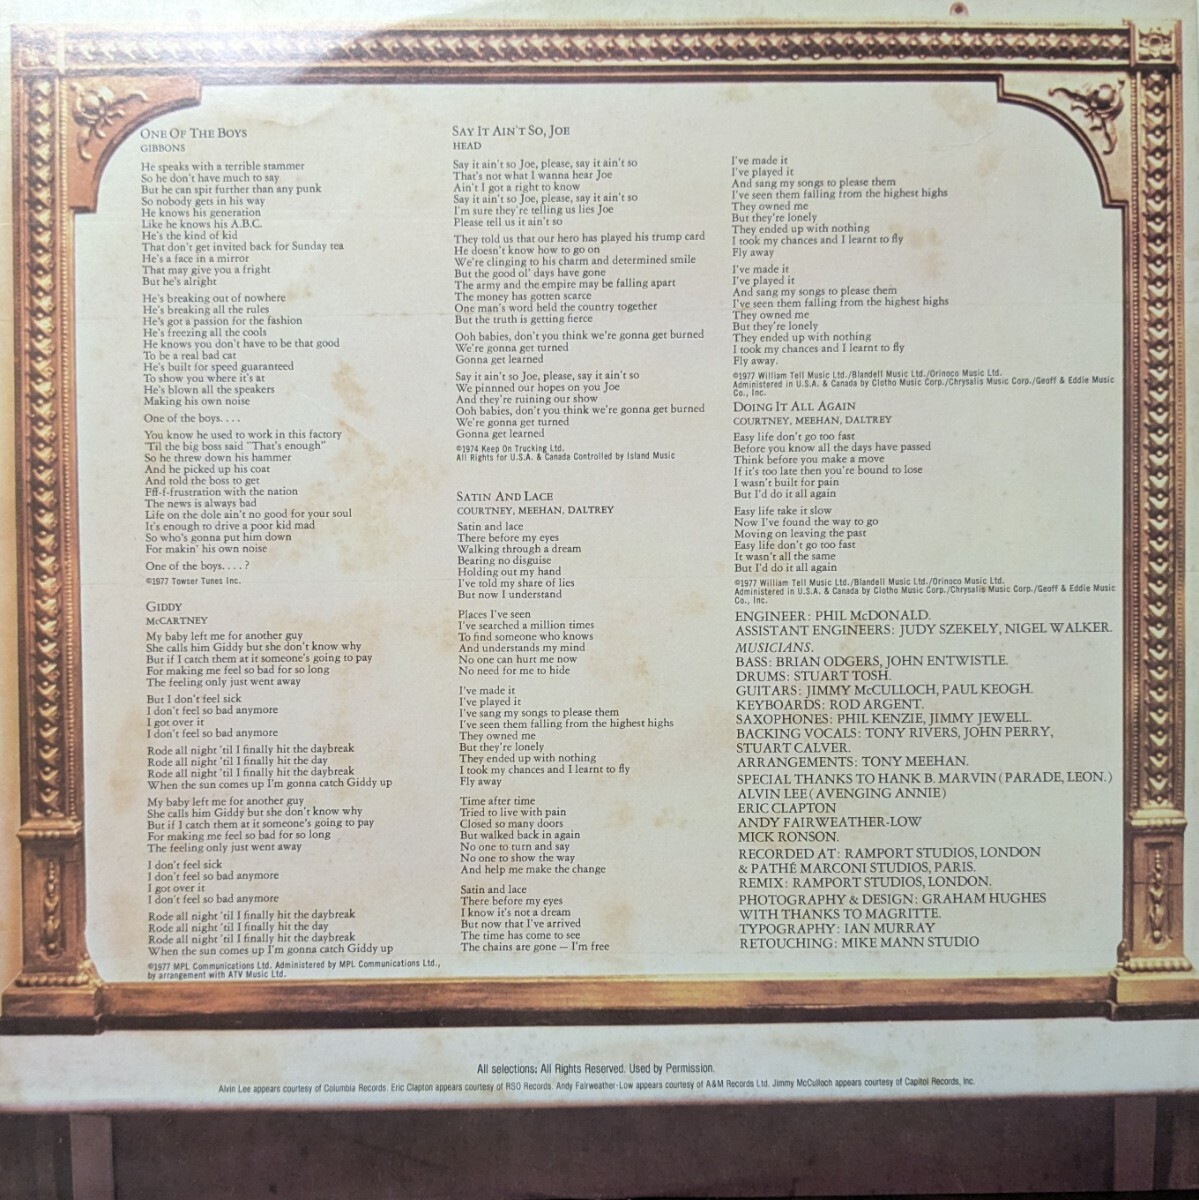 ONE OF THE BOYS
GIBBONS
He speaks with a terrible stammer
So he don't have much to say
But he can spit further than any punk
So nobody gets in his way
He knows his generation
Like he knows his A.B.C.
He's the kind of kid
That don't get invited back for Sunday tea
He's a face in a mirror
That may give you a fright
But he's alright
He's breaking out of nowhere
He's breaking all the rules
He's got a passion for the fashion
He's freezing all the cools
He knows you don't have to be that good
To be a real bad cat
He's built for speed guaranteed
To show you where it's at
He's blown all the speakers
Making his own noise
One of the boys....
You know he used to work in this factory
'Til the big boss said "That's enough"
So he threw down his hammer
And he picked up his coat
And told the boss to get
Fff-f-frustration with the nation
The news is always bad
Life on the dole ain't no good for your soul
It's enough to drive a poor kid mad
So who's gonna put him down
For makin' his own noise
One of the boys....?
©1977 Towser Tunes Inc.
GIDDY
McCARTNEY
My baby left me for another guy
She calls him Giddy but she don't know why
But if I catch them at it someone's going to pay
For making me feel so bad for so long
The feeling only just went away
But I don't feel sick
I don't feel so bad anymore
I got over it
I don't feel so bad anymore
Rode all night 'til I finally hit the daybreak
Rode all night 'til I finally hit the day
Rode all night 'til I finally hit the daybreak
When the sun comes up I'm gonna catch Giddy up
My baby left me for another guy
She calls him Giddy but she don't know why
But if I catch them at it someone's going to pay
For making me feel so bad for so long
The feeling only just went away
I don't feel sick
I don't feel so bad anymore
I got over it
I don't feel so bad anymore
Rode all night 'til I finally hit the daybreak
Rode all night 'til I finally hit the day
Rode all night 'til I finally hit the daybreak
When the sun comes up I'm gonna catch Giddy up
©1977 MPL Communications Ltd. Administered by MPL Communications Ltd.,
by arrangement with ATV Music Ltd.
SAY IT AIN'T SO, JOE
HEAD
Say it ain't so Joe, please, say it ain't so
That's not what I wanna hear Joe
Ain't I got a right to know
Say it ain't so Joe, please, say it ain't so
I'm sure they're telling us lies Joe
Please tell us it ain't so
They told us that our hero has played his trump card
He doesn't know how to go on
We're clinging to his charm and determined smile
But the good ol' days have gone
The army and the empire may be falling apart
The money has gotten scarce
One man's word held the country together
But the truth is getting fierce
Ooh babies, don't you think we're gonna get burned
We're gonna get turned
Gonna get learned
Say it ain't so Joe, please, say it ain't so
We pinned our hopes on you Joe
And they're ruining our show
Ooh babies, don't you think we're gonna get burned
We're gonna get turned
Gonna get learned
©1974 Keep On Trucking Ltd.
All Rights for U.S.A. & Canada Controlled by Island Music
SATIN AND LACE
COURTNEY, MEEHAN, DALTREY
Satin and lace
There before my eyes
Walking through a dream
Bearing no disguise
Holding out my hand
I've told my share of lies
But now I understand
Places I've seen
I've searched a million times
To find someone who knows
And understands my mind
No one can hurt me now
No need for me to hide
I've made it
I've played it
I've sang my songs to please them
I've seen them falling from the highest highs
They owned me
But they're lonely
They ended up with nothing
I took my chances and I learnt to fly
Fly away
Time after time
Tried to live with pain
Closed so many doors
But walked back in again
No one to turn and say
No one to show the way
And help me make the change
Satin and lace
There before my eyes
I know it's not a dream
But now that I've arrived
The time has come to see
The chains are gone — I'm free
I've made it
I've played it
And sang my songs to please them
I've seen them falling from the highest highs
They owned me
But they're lonely
They ended up with nothing
I took my chances and I learnt to fly
Fly away
I've made it
I've played it
And sang my songs to please them
I've seen them falling from the highest highs
They owned me
But they're lonely
They ended up with nothing
I took my chances and I learnt to fly
Fly away.
©1977 William Tell Music Ltd./Blandell Music Ltd./Orinoco Music Ltd.
Administered in U.S.A. & Canada by Clotho Music Corp./Chrysalis Music Corp./Geoff & Eddie Music
Co., Inc.
DOING IT ALL AGAIN
COURTNEY, MEEHAN, DALTREY
Easy life don't go too fast
Before you know all the days have passed
Think before you make a move
If it's too late then you're bound to lose
I wasn't built for pain
But I'd do it all again
Easy life take it slow
Now I've found the way to go
Moving on leaving the past
Easy life don't go too fast
It wasn't all the same
But I'd do it all again
©1977 William Tell Music Ltd./Blandell Music Ltd./Orinoco Music Ltd.
Administered in U.S.A. & Canada by Clotho Music Corp./Chrysalis Music Corp./Geoff & Eddie Music
Co., Inc.
ENGINEER: PHIL McDONALD.
ASSISTANT ENGINEERS: JUDY SZEKELY, NIGEL WALKER.
MUSICIANS.
BASS: BRIAN ODGERS, JOHN ENTWISTLE.
DRUMS: STUART TOSH.
GUITARS: JIMMY McCULLOCH, PAUL KEOGH.
KEYBOARDS: ROD ARGENT.
SAXOPHONES: PHIL KENZIE, JIMMY JEWELL.
BACKING VOCALS: TONY RIVERS, JOHN PERRY,
STUART CALVER.
ARRANGEMENTS: TONY MEEHAN.
SPECIAL THANKS TO HANK B. MARVIN (PARADE, LEON.)
ALVIN LEE (AVENGING ANNIE)
ERIC CLAPTON
ANDY FAIRWEATHER-LOW
MICK RONSON.
RECORDED AT: RAMPORT STUDIOS, LONDON
& PATHÉ MARCONI STUDIOS, PARIS.
REMIX: RAMPORT STUDIOS, LONDON.
PHOTOGRAPHY & DESIGN: GRAHAM HUGHES
WITH THANKS TO MAGRITTE.
TYPOGRAPHY: IAN MURRAY
RETOUCHING: MIKE MANN STUDIO
All selections: All Rights Reserved. Used by Permission.
Alvin Lee appears courtesy of Columbia Records. Eric Clapton appears courtesy of RSO Records. Andy Fairweather-Low appears courtesy of A&M Records Ltd. Jimmy McCulloch appears courtesy of Capitol Records, Inc.